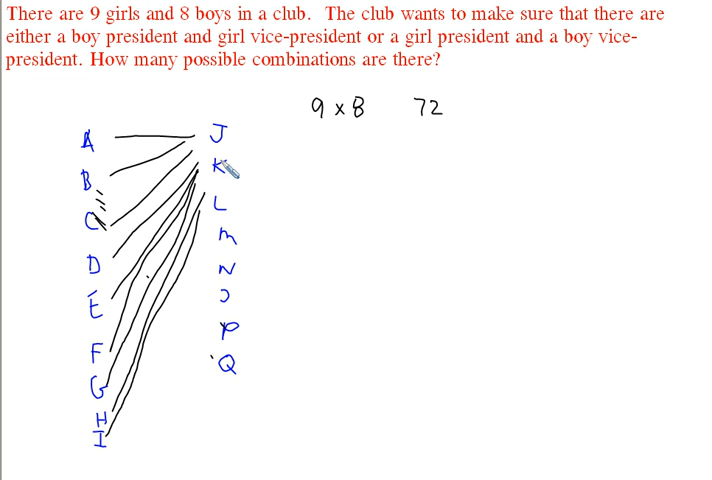 There are 9 girls and 8 boys in a club. The club wants to make sure that there are
either a boy president and girl vice-president or a girl president and a boy vice-
president. How many possible combinations are there?
9 x 8 72
A J
B K
C L
D M
E N
F O
G P
H Q
I